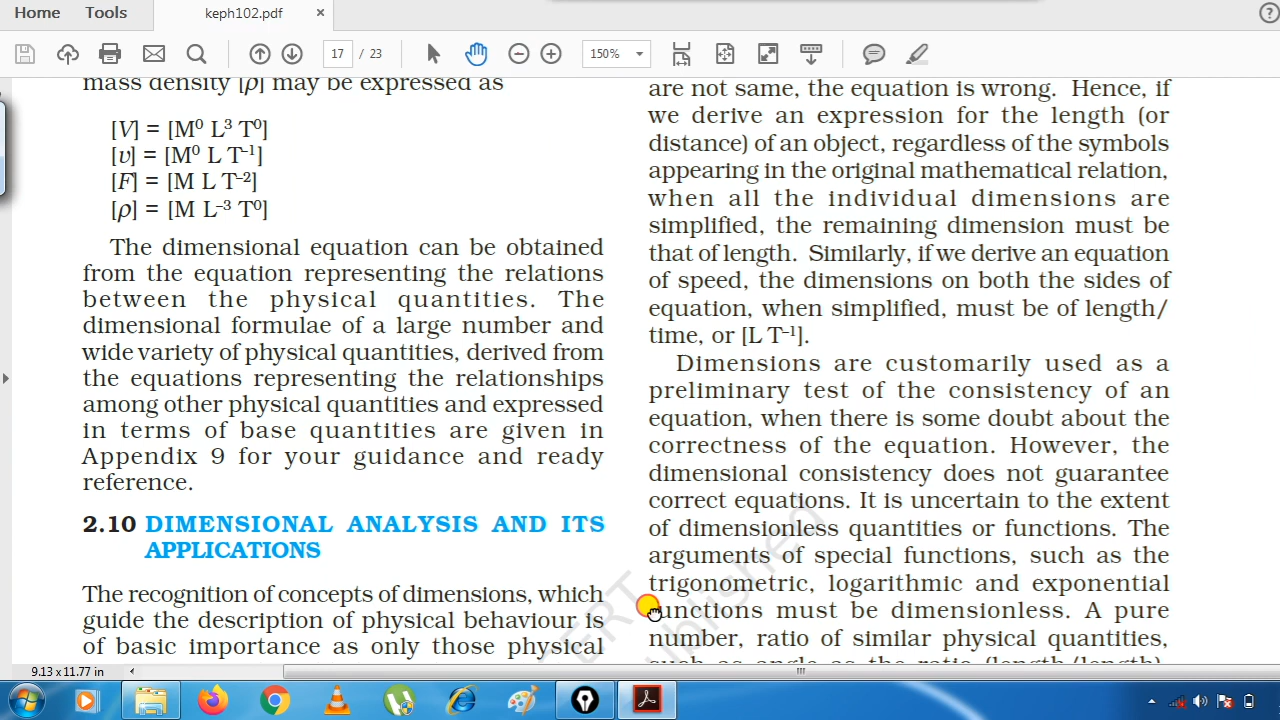 Home Tools keph102.pdf × ?
17 / 23 150%
mass density [ρ] may be expressed as
[V] = [M⁰ L³ T⁰]
[υ] = [M⁰ L T⁻¹]
[F] = [M L T⁻²]
[ρ] = [M L⁻³ T⁰]
The dimensional equation can be obtained
from the equation representing the relations
between the physical quantities. The
dimensional formulae of a large number and
wide variety of physical quantities, derived from
the equations representing the relationships
among other physical quantities and expressed
in terms of base quantities are given in
Appendix 9 for your guidance and ready
reference.
2.10 DIMENSIONAL ANALYSIS AND ITS
APPLICATIONS
The recognition of concepts of dimensions, which
guide the description of physical behaviour is
of basic importance as only those physical
are not same, the equation is wrong. Hence, if
we derive an expression for the length (or
distance) of an object, regardless of the symbols
appearing in the original mathematical relation,
when all the individual dimensions are
simplified, the remaining dimension must be
that of length. Similarly, if we derive an equation
of speed, the dimensions on both the sides of
equation, when simplified, must be of length/
time, or [L T⁻¹].
Dimensions are customarily used as a
preliminary test of the consistency of an
equation, when there is some doubt about the
correctness of the equation. However, the
dimensional consistency does not guarantee
correct equations. It is uncertain to the extent
of dimensionless quantities or functions. The
arguments of special functions, such as the
trigonometric, logarithmic and exponential
functions must be dimensionless. A pure
number, ratio of similar physical quantities,
such as angle as the ratio (length/length),
9.13 x 11.77 in